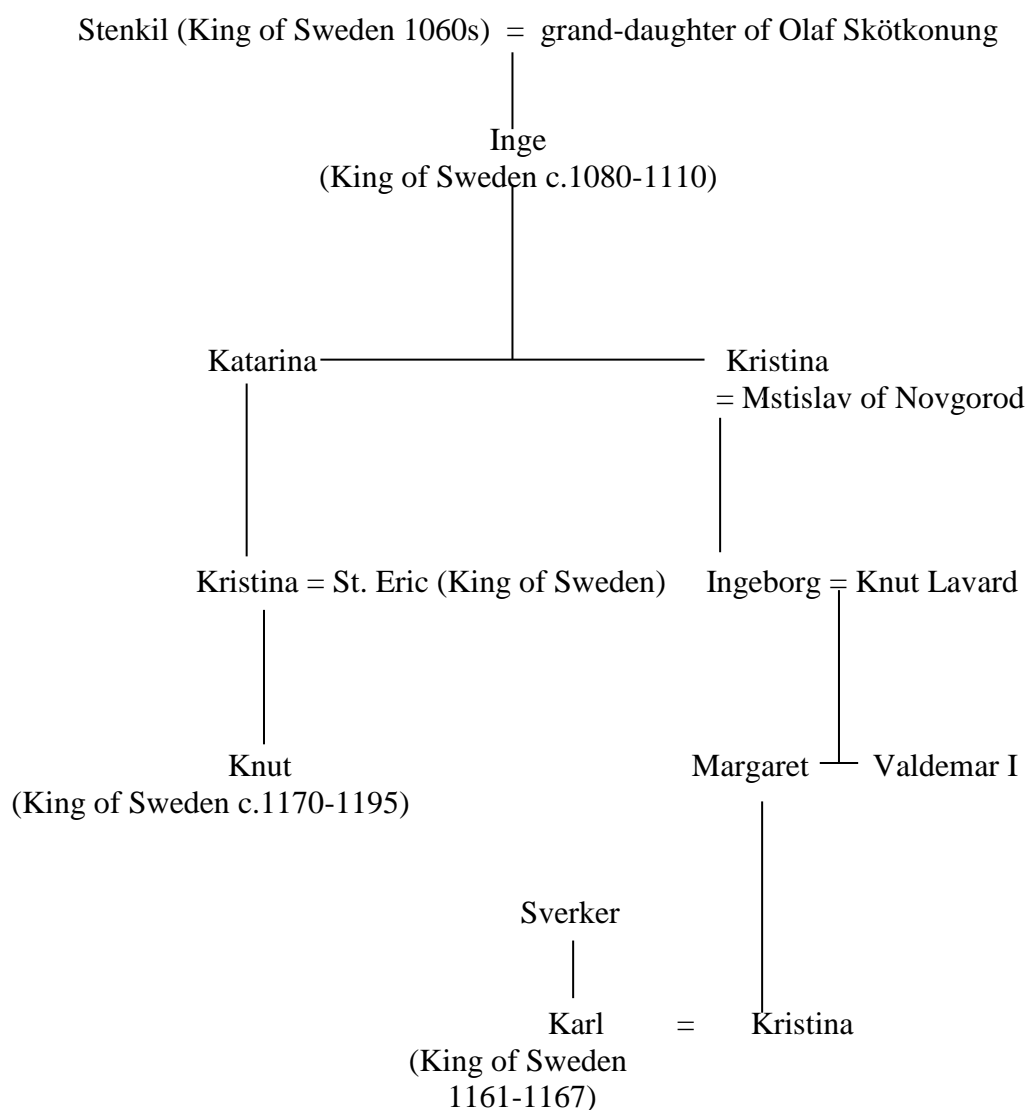 Stenkil (King of Sweden 1060s) = grand-daughter of Olaf Skötkonung
Inge
(King of Sweden c.1080-1110)
Katarina Kristina
= Mstislav of Novgorod
Kristina = St. Eric (King of Sweden) Ingeborg = Knut Lavard
Knut Margaret Valdemar I
(King of Sweden c.1170-1195)
Sverker
Karl = Kristina
(King of Sweden
1161-1167)